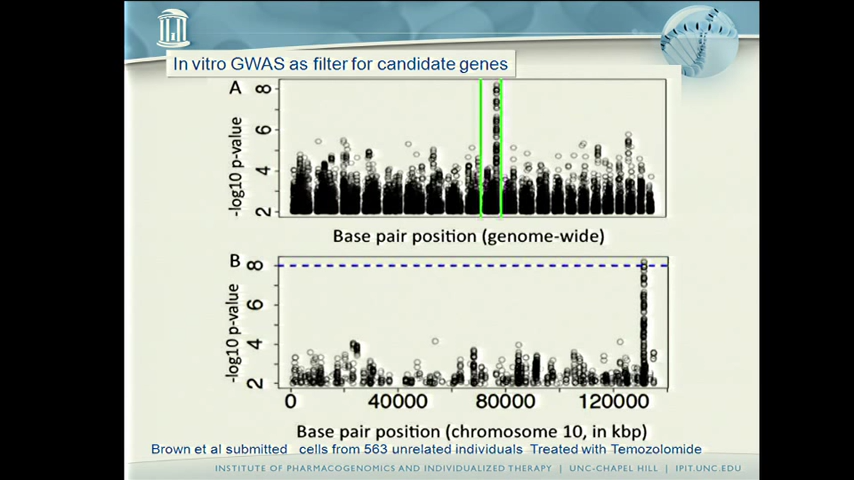 In vitro GWAS as filter for candidate genes
A
8
6
4
2
-log10 p-value
Base pair position (genome-wide)
B
8
6
4
2
-log10 p-value
0 40000 80000 120000
Base pair position (chromosome 10, in kbp)
Brown et al submitted cells from 563 unrelated individuals Treated with Temozolomide
INSTITUTE OF PHARMACOGENOMICS AND INDIVIDUALIZED THERAPY | UNC-CHAPEL HILL | IPIT.UNC.EDU